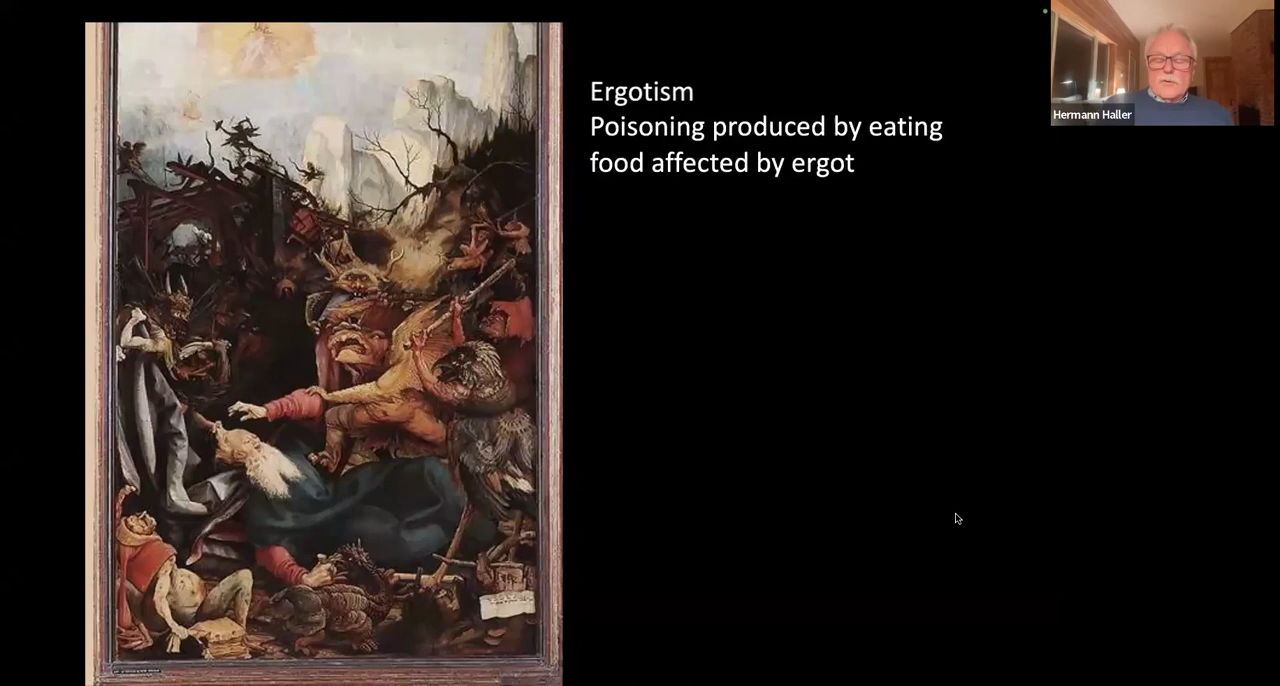 Ergotism
Poisoning produced by eating
food affected by ergot
Hermann Haller